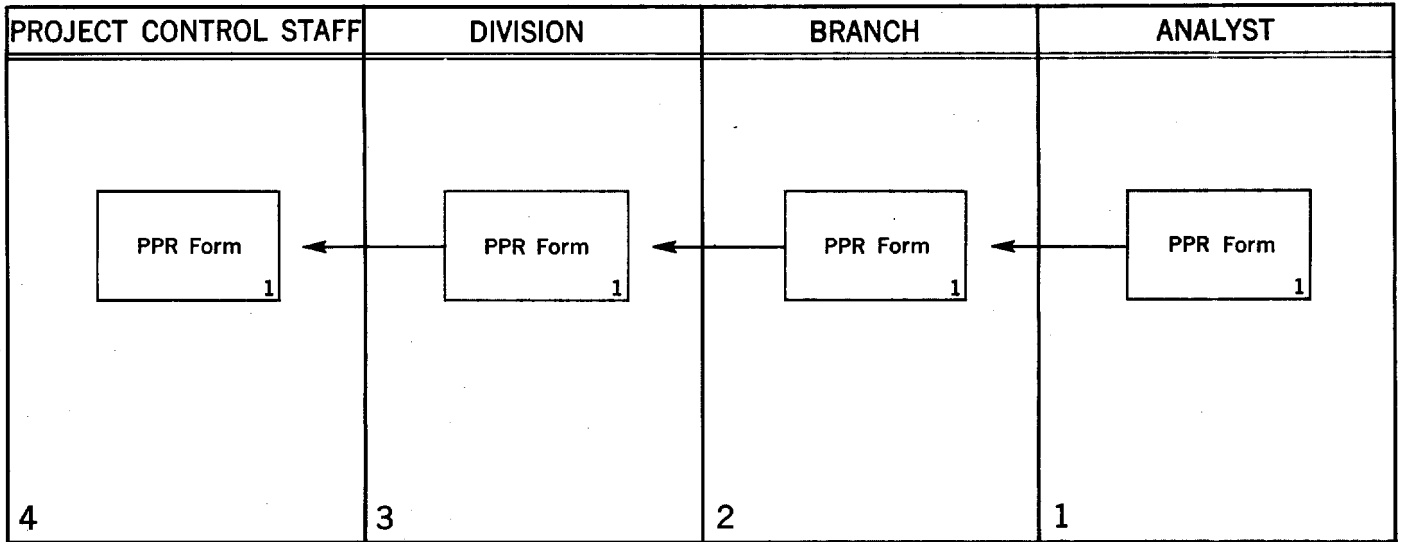 PROJECT CONTROL STAFF
DIVISION
BRANCH
ANALYST
PPR Form
1
PPR Form
1
PPR Form
1
PPR Form
1
4
3
2
1